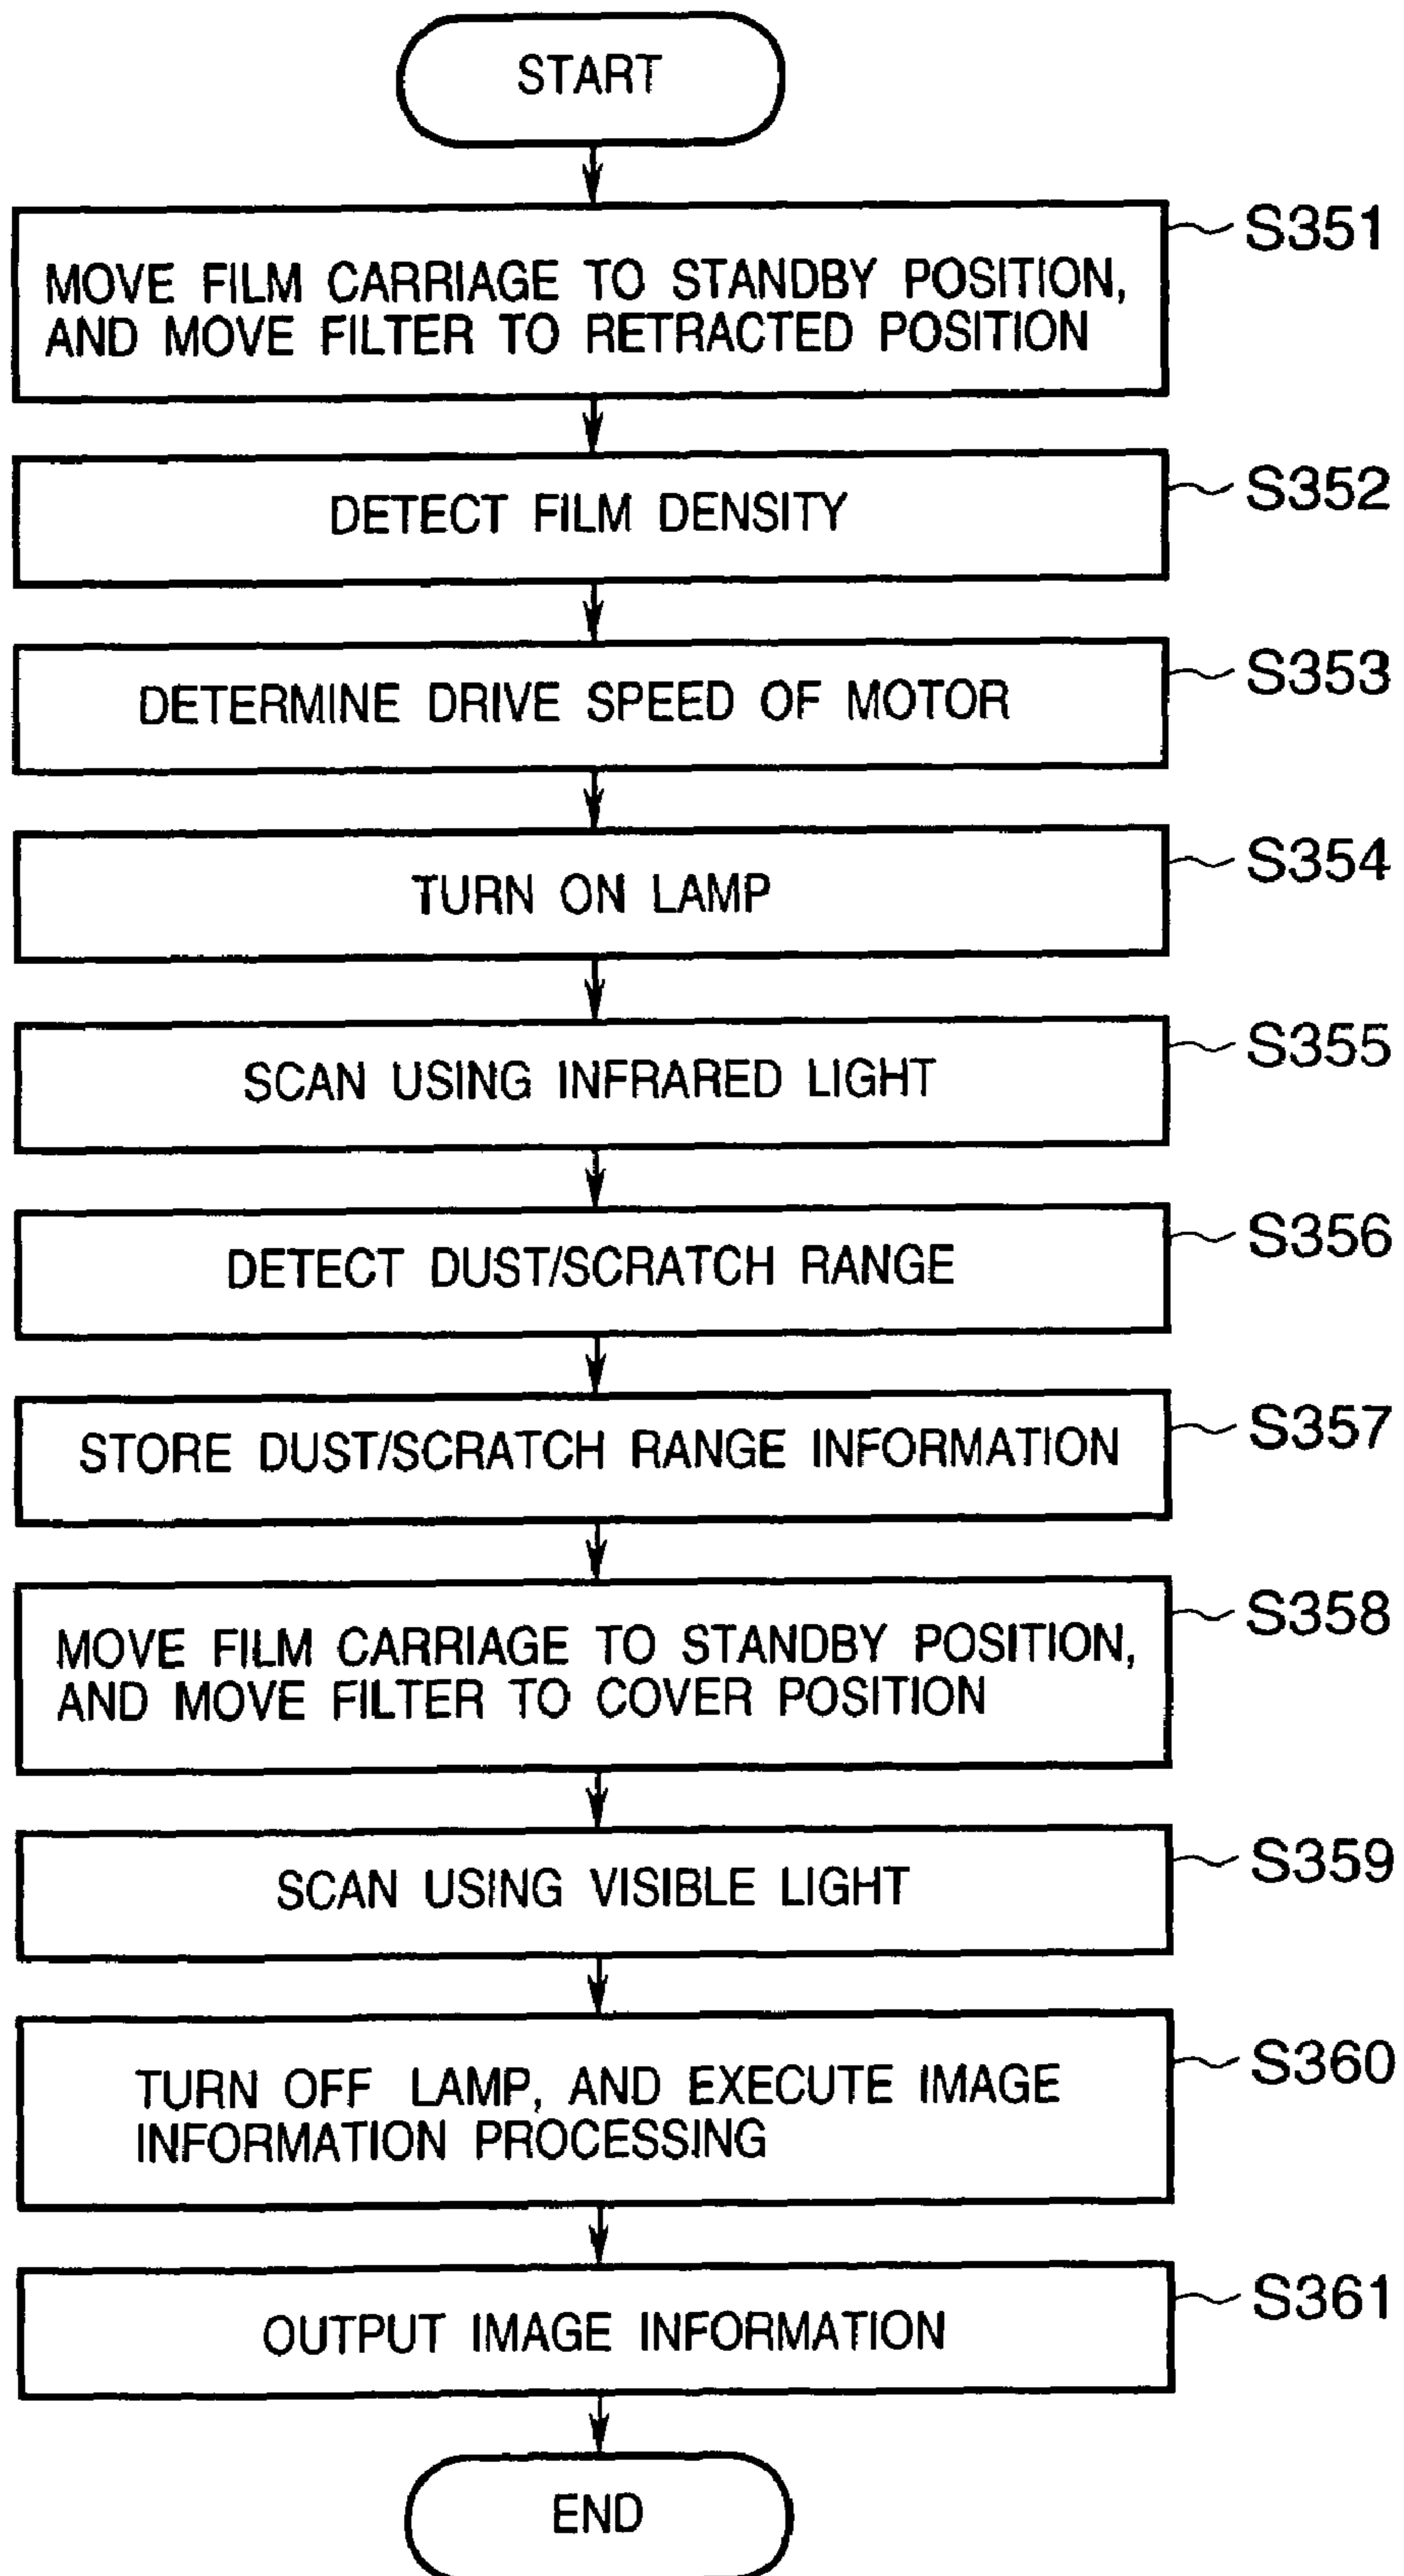 START
S351
MOVE FILM CARRIAGE TO STANDBY POSITION,
AND MOVE FILTER TO RETRACTED POSITION
S352
DETECT FILM DENSITY
S353
DETERMINE DRIVE SPEED OF MOTOR
S354
TURN ON LAMP
S355
SCAN USING INFRARED LIGHT
S356
DETECT DUST/SCRATCH RANGE
S357
STORE DUST/SCRATCH RANGE INFORMATION
S358
MOVE FILM CARRIAGE TO STANDBY POSITION,
AND MOVE FILTER TO COVER POSITION
S359
SCAN USING VISIBLE LIGHT
S360
TURN OFF LAMP, AND EXECUTE IMAGE
INFORMATION PROCESSING
S361
OUTPUT IMAGE INFORMATION
END